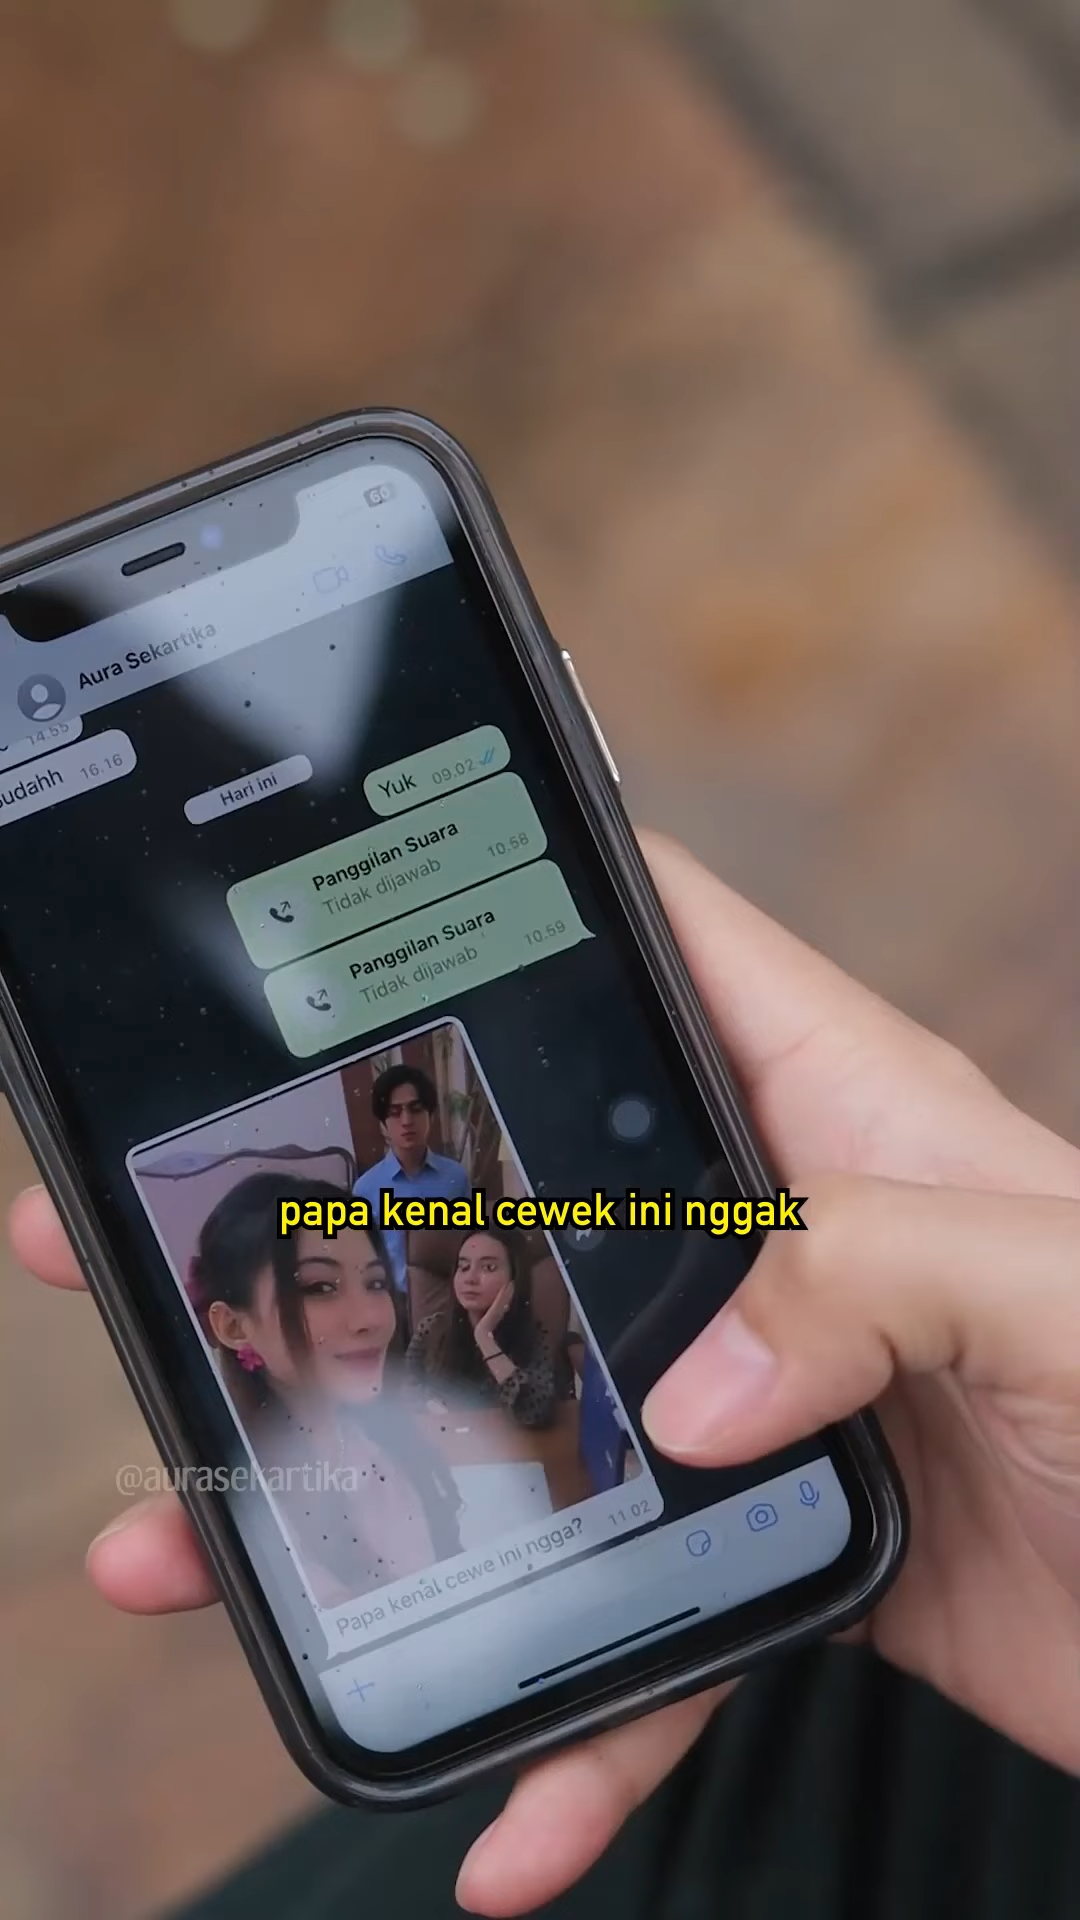 60
Aura Sekartika
14.55
udahh 16.16
Hari ini
Yuk 09.02
Panggilan Suara
Tidak dijawab 10.58
Panggilan Suara
Tidak dijawab 10.59
papa kenal cewek ini nggak
@aurasekartika
Papa kenal cewe ini ngga? 11.02